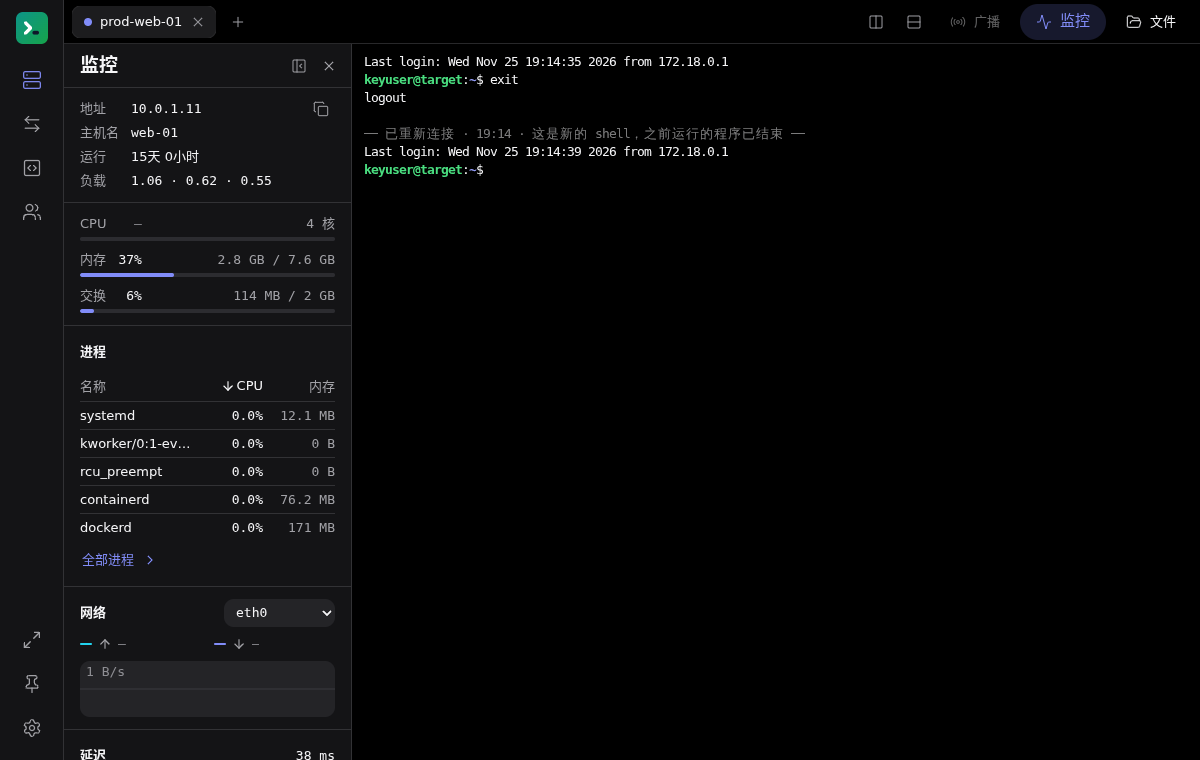 prod-web-01
广播
监控
文件
监控
地址 10.0.1.11
主机名 web-01
运行 15天 0小时
负载 1.06 · 0.62 · 0.55
CPU — 4 核
内存 37% 2.8 GB / 7.6 GB
交换 6% 114 MB / 2 GB
进程
名称 ↓ CPU 内存
systemd 0.0% 12.1 MB
kworker/0:1-ev… 0.0% 0 B
rcu_preempt 0.0% 0 B
containerd 0.0% 76.2 MB
dockerd 0.0% 171 MB
全部进程
网络 eth0
↑ — ↓ —
1 B/s
延迟 38 ms
Last login: Wed Nov 25 19:14:35 2026 from 172.18.0.1
keyuser@target:~$ exit
logout
── 已重新连接 · 19:14 · 这是新的 shell，之前运行的程序已结束 ──
Last login: Wed Nov 25 19:14:39 2026 from 172.18.0.1
keyuser@target:~$